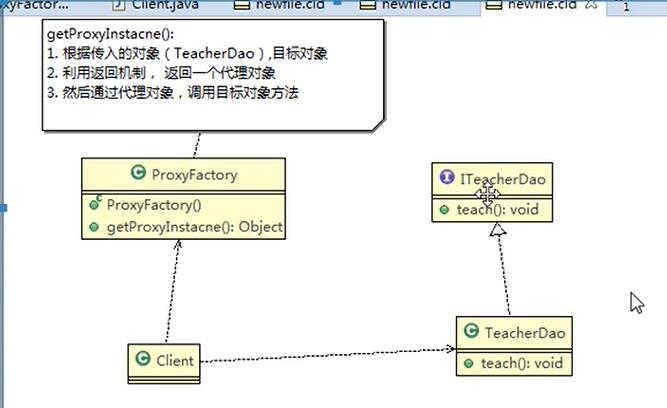 xyFactor...
Client.java
newfile.cld
newfile.cld
newfile.cld
1
getProxyInstacne():
1. 根据传入的对象（TeacherDao）,目标对象
2. 利用返回机制， 返回一个代理对象
3. 然后通过代理对象，调用目标对象方法
C ProxyFactory
I ITeacherDao
C ProxyFactory()
teach(): void
getProxyInstacne(): Object
C TeacherDao
C Client
teach(): void